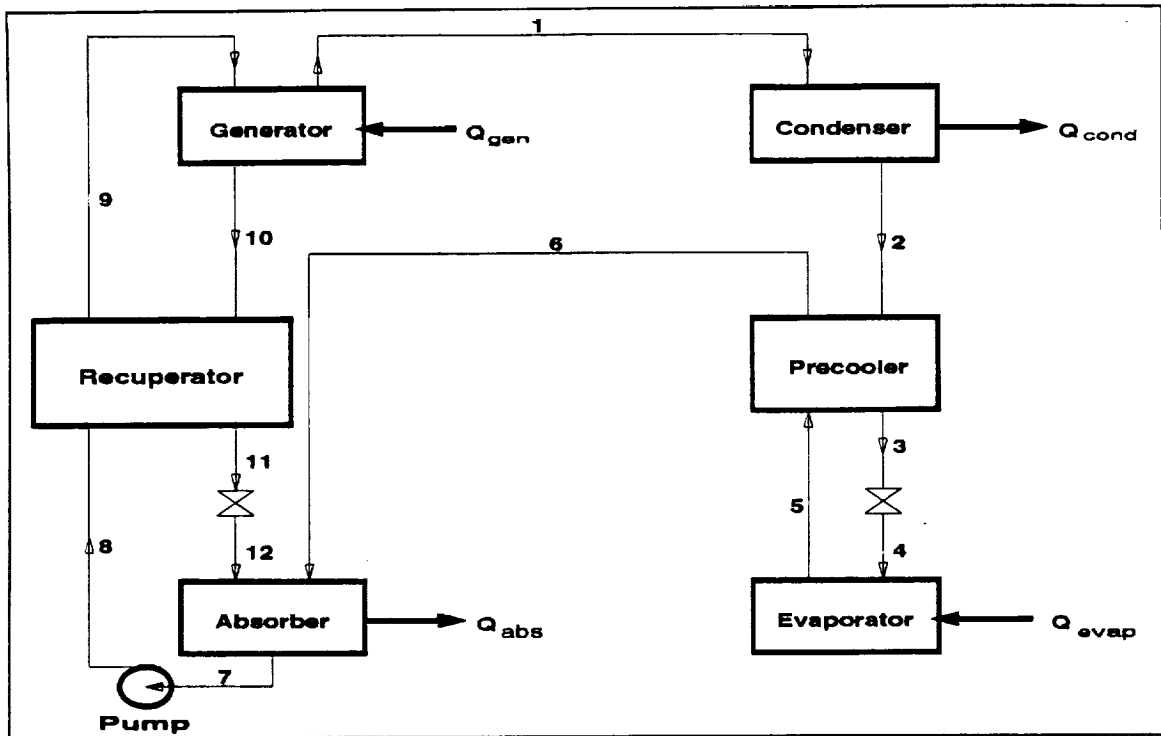 1
Generator
Q gen
Condenser
Q cond
9
10
6
2
Recuperator
Precooler
11
3
5
8
12
4
Absorber
Q abs
Evaporator
Q evap
7
Pump